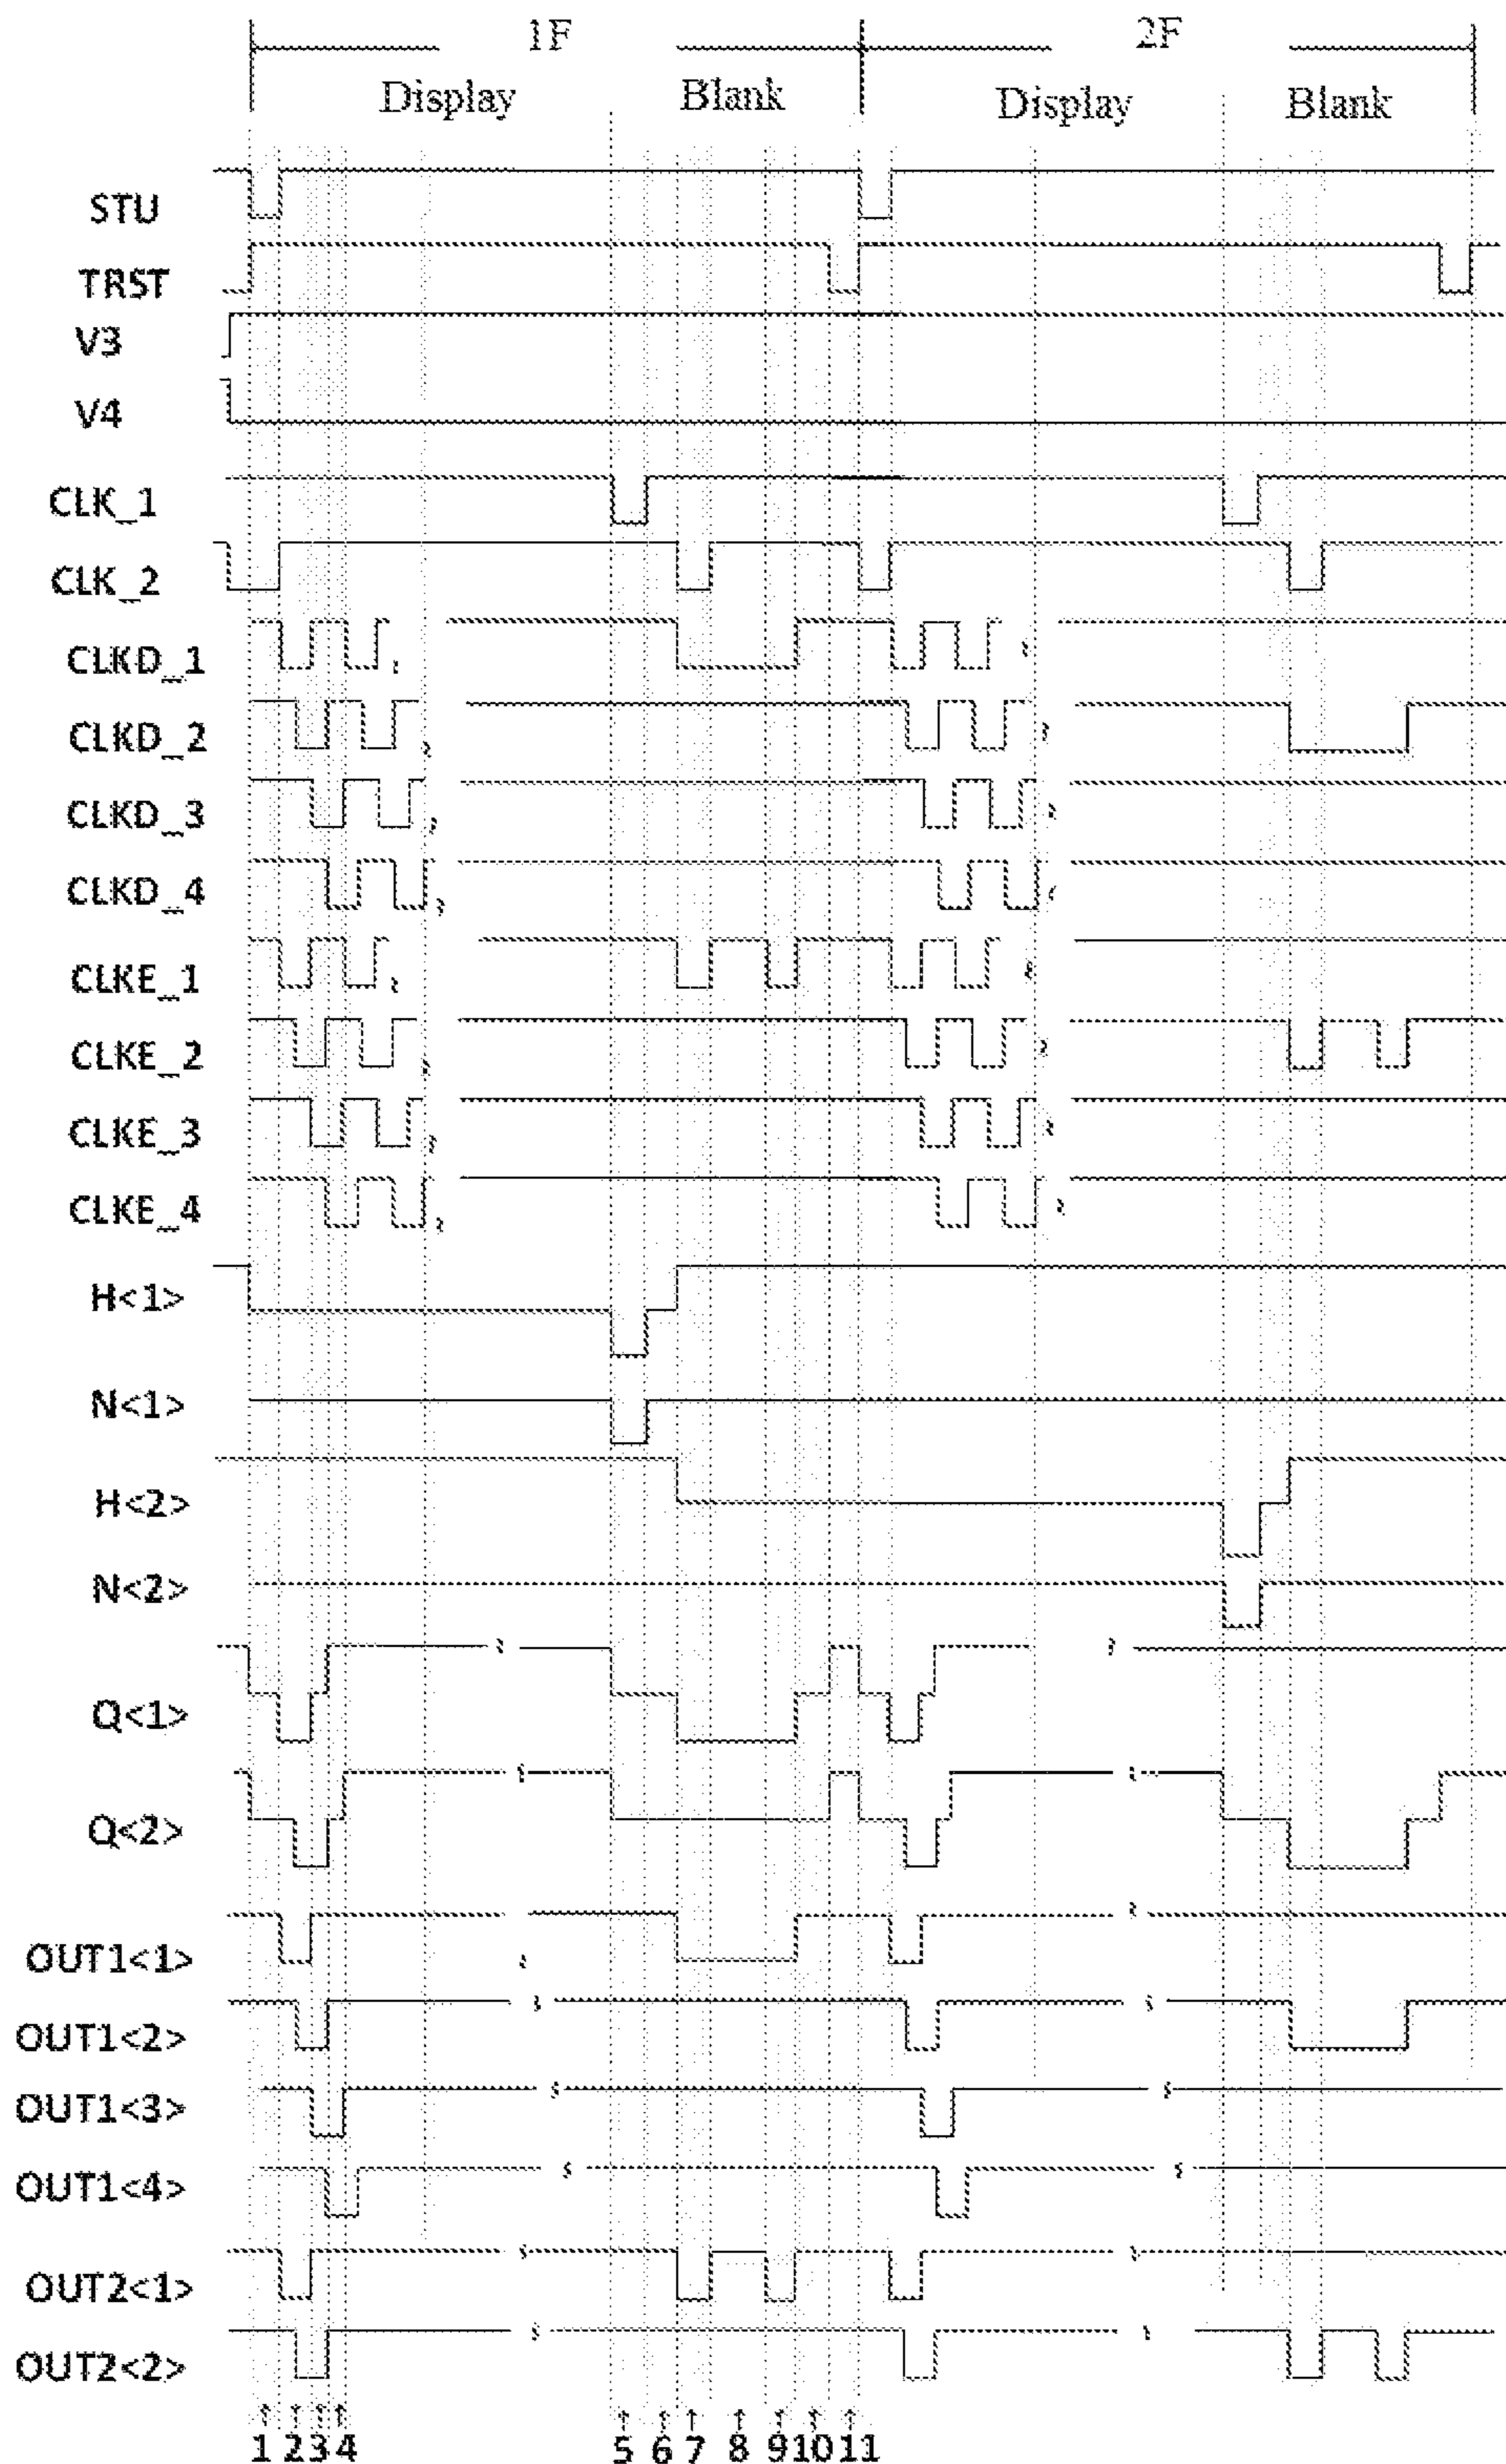 1F 2F
Display Blank Display Blank
STU
TRST
V3
V4
CLK_1
CLK_2
CLKD_1
CLKD_2
CLKD_3
CLKD_4
CLKE_1
CLKE_2
CLKE_3
CLKE_4
H<1>
N<1>
H<2>
N<2>
Q<1>
Q<2>
OUT1<1>
OUT1<2>
OUT1<3>
OUT1<4>
OUT2<1>
OUT2<2>
1 2 3 4 5 6 7 8 9 10 11